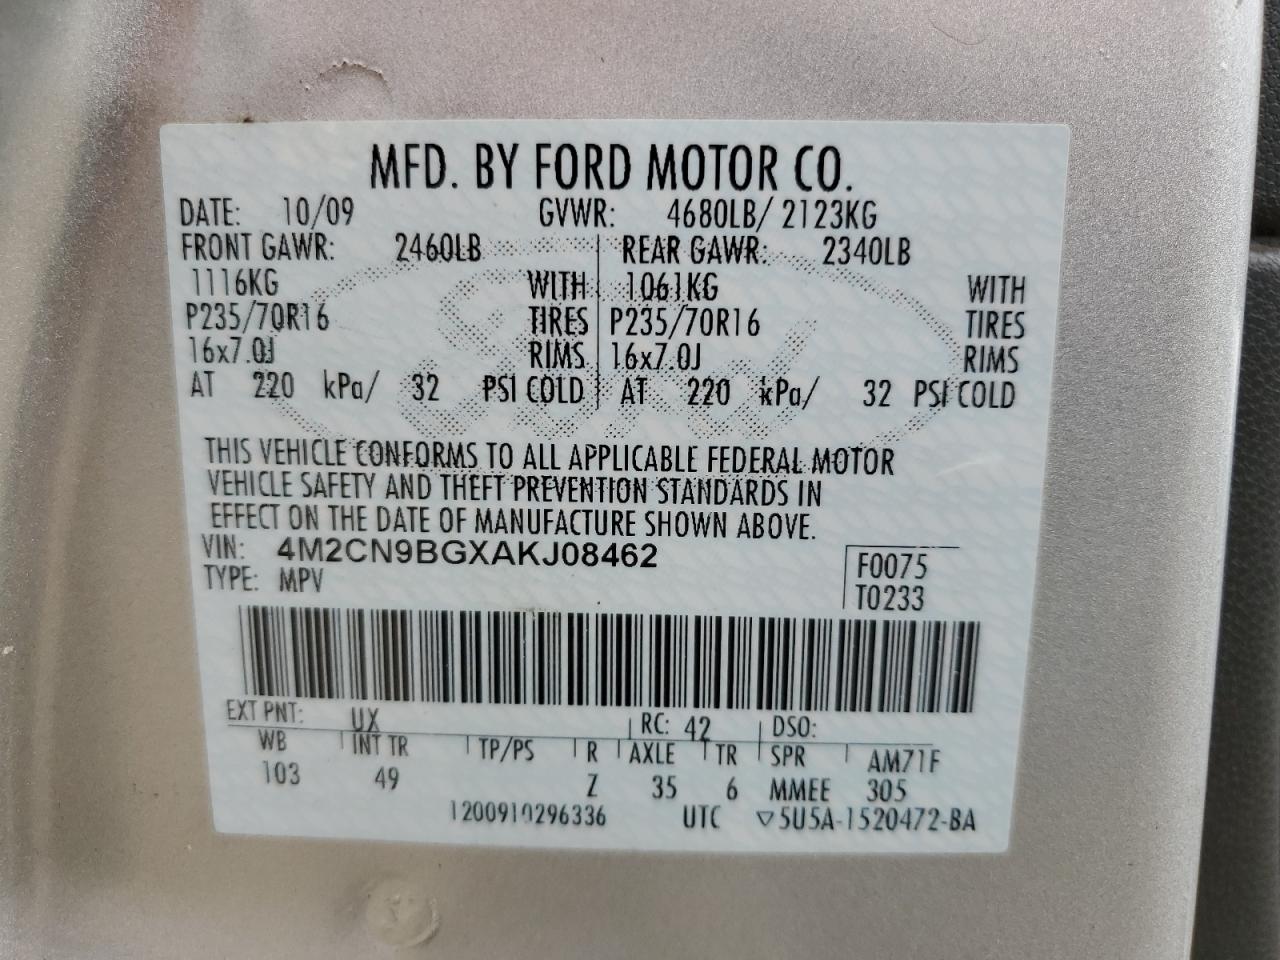 MFD. BY FORD MOTOR CO.
DATE: 10/09 GVWR: 4680LB/ 2123KG
FRONT GAWR: 2460LB REAR GAWR: 2340LB
1116KG WITH 1061KG WITH
P235/70R16 TIRES P235/70R16 TIRES
16x7.0J RIMS 16x7.0J RIMS
AT 220 kPa/ 32 PSI COLD AT 220 kPa/ 32 PSI COLD
THIS VEHICLE CONFORMS TO ALL APPLICABLE FEDERAL MOTOR
VEHICLE SAFETY AND THEFT PREVENTION STANDARDS IN
EFFECT ON THE DATE OF MANUFACTURE SHOWN ABOVE.
VIN: 4M2CN9BGXAKJ08462 F0075
TYPE: MPV T0233
EXT PNT: UX RC: 42 DSO:
WB INT TR TP/PS R AXLE TR SPR AM71F
103 49 Z 35 6 MMEE 305
1200910296336 UTC ▽5U5A-1520472-BA